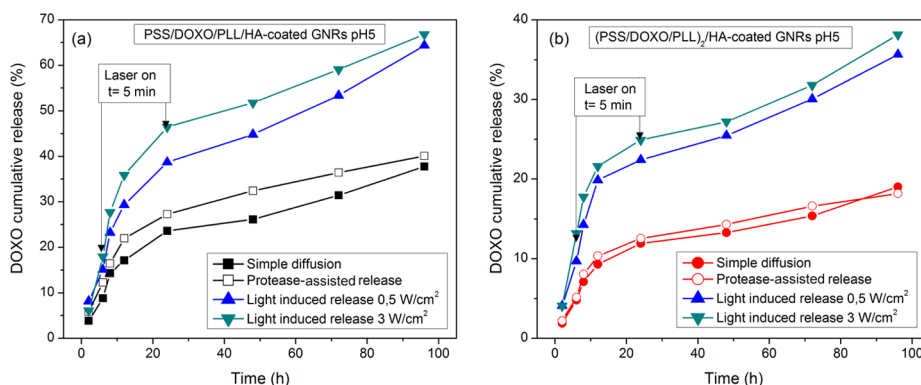 (a)
PSS/DOXO/PLL/HA-coated GNRs pH5
Laser on
t= 5 min
DOXO cumulative release (%)
70
60
50
40
30
20
10
0
Simple diffusion
Protease-assisted release
Light induced release 0,5 W/cm²
Light induced release 3 W/cm²
0 20 40 60 80 100
Time (h)
(b)
(PSS/DOXO/PLL)₂/HA-coated GNRs pH5
Laser on
t= 5 min
DOXO cumulative release (%)
40
30
20
10
0
Simple diffusion
Protease-assisted release
Light induced release 0,5 W/cm²
Light induced release 3 W/cm²
0 20 40 60 80 100
Time (h)